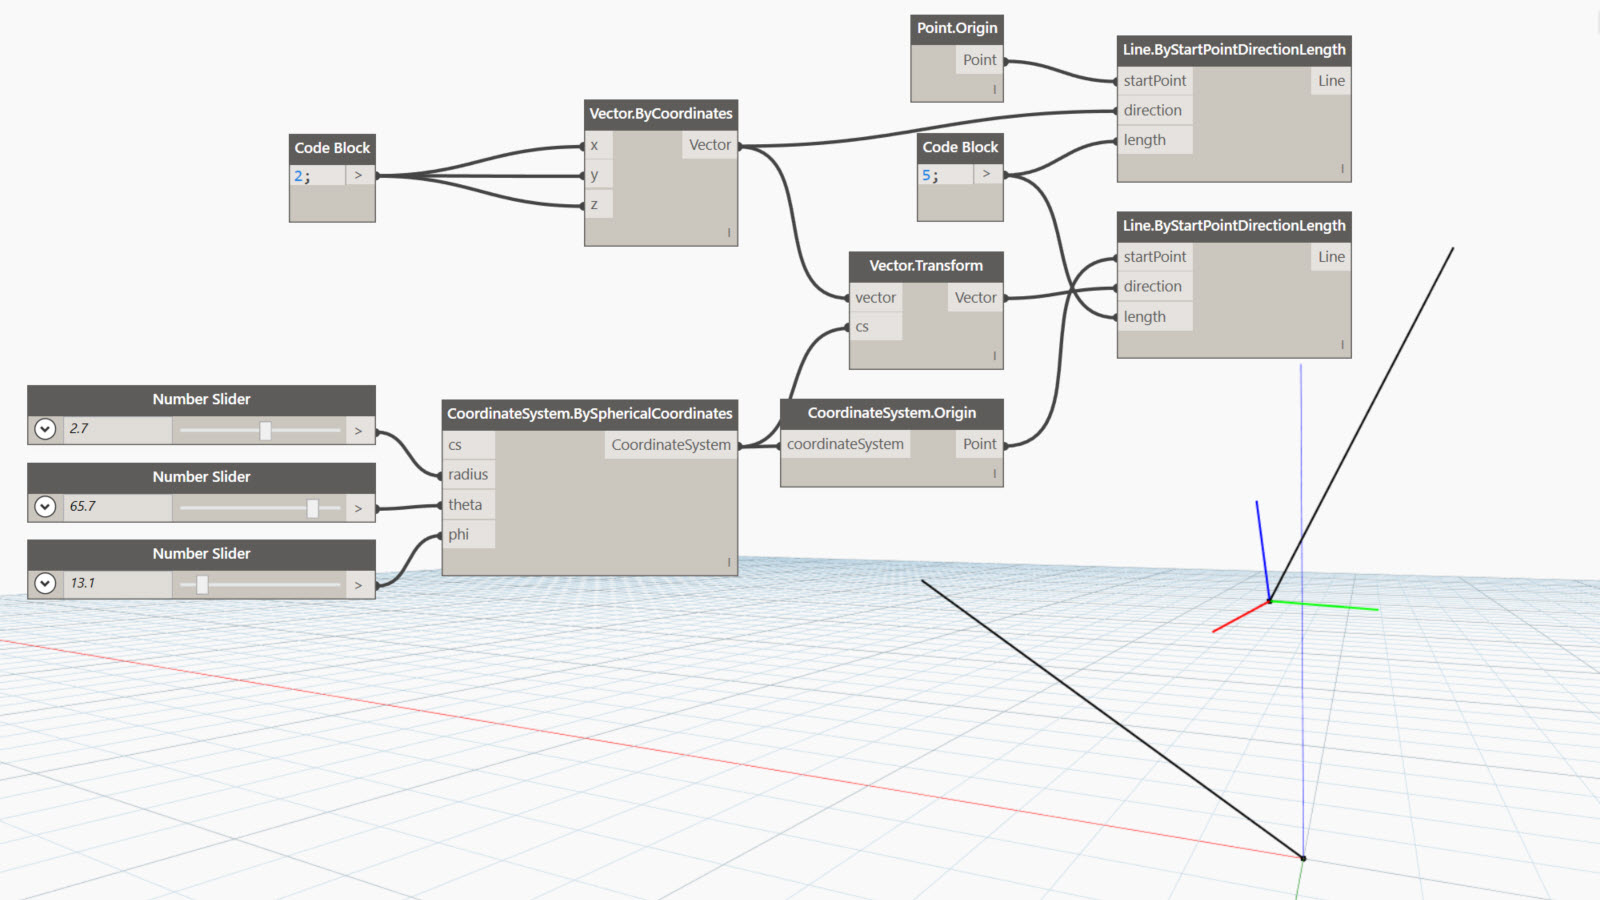 Point.Origin
Point
Line.ByStartPointDirectionLength
startPoint
Line
direction
length
Vector.ByCoordinates
x
Vector
y
z
Code Block
2;
>
Code Block
5;
>
Line.ByStartPointDirectionLength
startPoint
Line
direction
length
Vector.Transform
vector
Vector
cs
Number Slider
2.7
>
Number Slider
65.7
>
Number Slider
13.1
>
CoordinateSystem.BySphericalCoordinates
cs
CoordinateSystem
radius
theta
phi
CoordinateSystem.Origin
coordinateSystem
Point